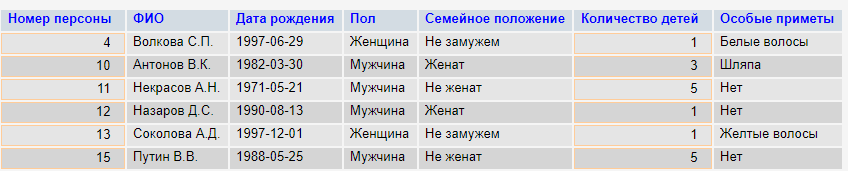 Номер персоны ФИО Дата рождения Пол Семейное положение Количество детей Особые приметы
4 Волкова С.П. 1997-06-29 Женщина Не замужем 1 Белые волосы
10 Антонов В.К. 1982-03-30 Мужчина Женат 3 Шляпа
11 Некрасов А.Н. 1971-05-21 Мужчина Не женат 5 Нет
12 Назаров Д.С. 1990-08-13 Мужчина Женат 1 Нет
13 Соколова А.Д. 1997-12-01 Женщина Не замужем 1 Желтые волосы
15 Путин В.В. 1988-05-25 Мужчина Не женат 5 Нет